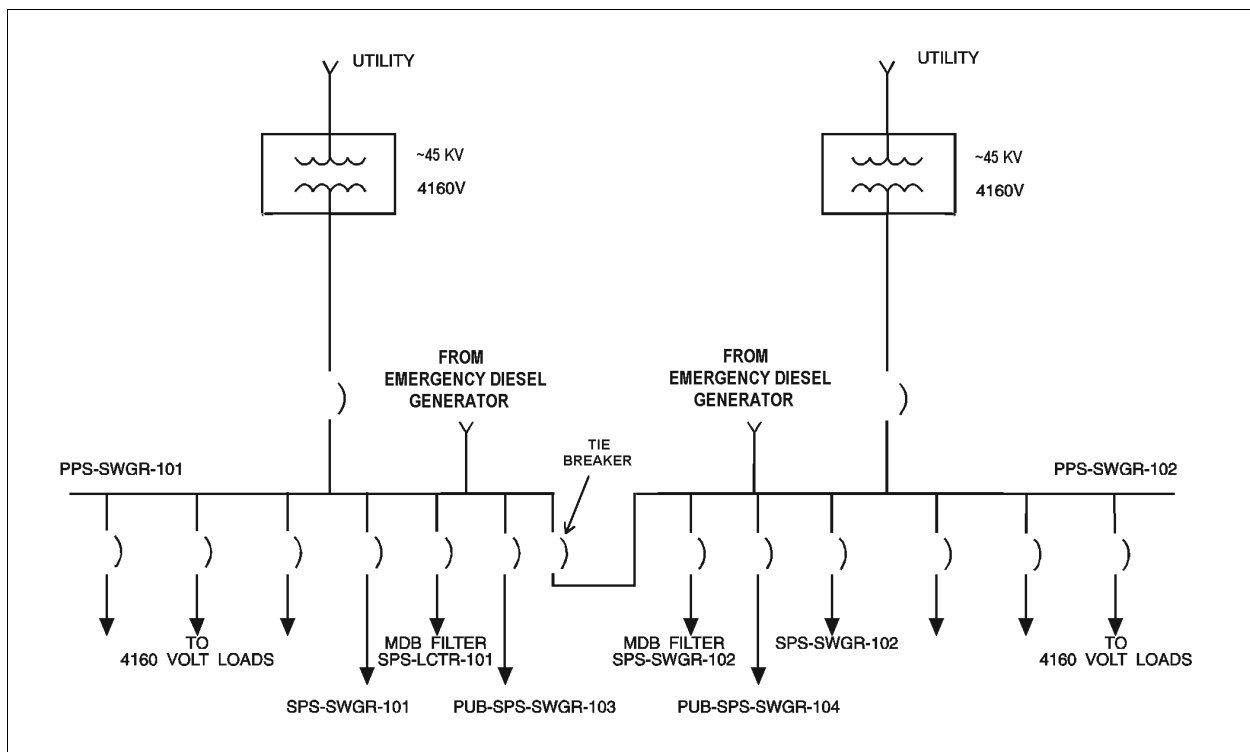 UTILITY
UTILITY
~45 KV
4160V
~45 KV
4160V
FROM
EMERGENCY DIESEL
GENERATOR
FROM
EMERGENCY DIESEL
GENERATOR
TIE
BREAKER
PPS-SWGR-101
PPS-SWGR-102
TO
4160 VOLT LOADS
MDB FILTER
SPS-LCTR-101
MDB FILTER
SPS-SWGR-102
SPS-SWGR-102
TO
4160 VOLT LOADS
SPS-SWGR-101
PUB-SPS-SWGR-103
PUB-SPS-SWGR-104